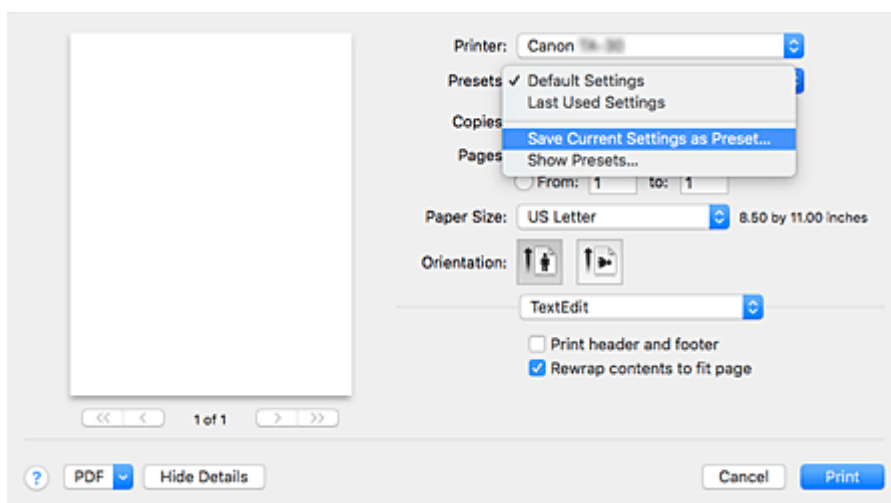 Printer: Canon
Presets ✓ Default Settings
Last Used Settings
Copies
Save Current Settings as Preset...
Pages
Show Presets...
From: 1 to: 1
Paper Size: US Letter 8.50 by 11.00 inches
Orientation:
TextEdit
Print header and footer
Rewrap contents to fit page
<< < 1 of 1 > >>
? PDF Hide Details Cancel Print